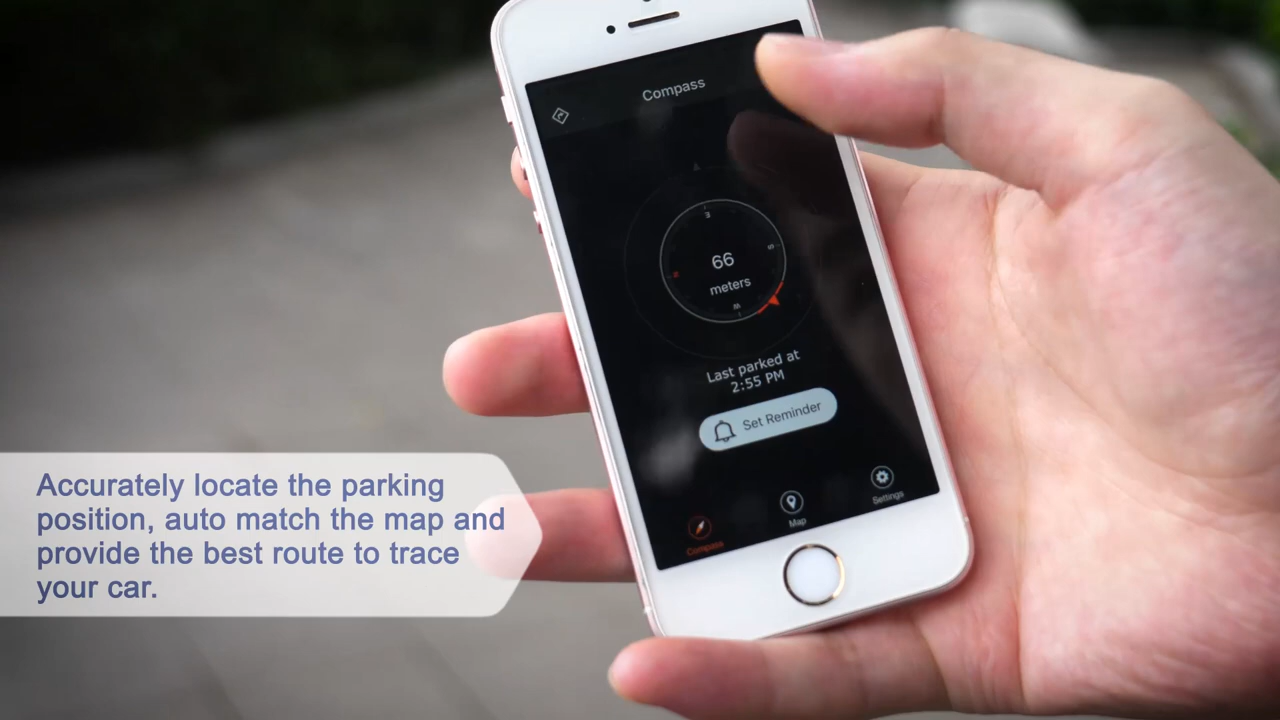 Compass
E
S
N
W
66
meters
Last parked at
2:55 PM
Set Reminder
Compass
Map
Settings
Accurately locate the parking
position, auto match the map and
provide the best route to trace
your car.